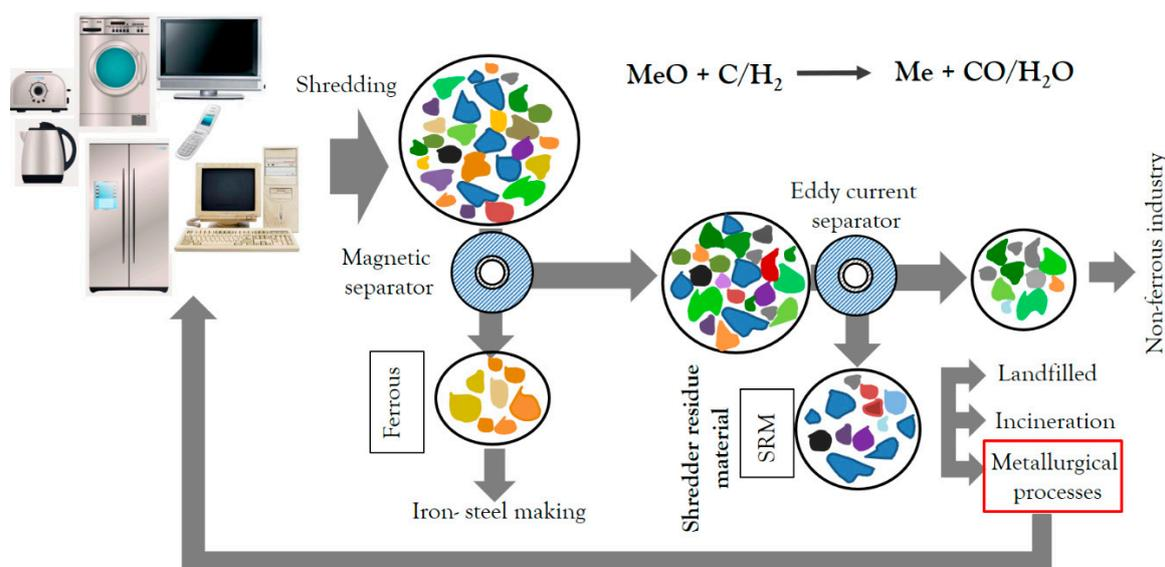 Shredding
MeO + C/H₂ → Me + CO/H₂O
Eddy current
separator
Magnetic
separator
Non-ferrous industry
Ferrous
Shredder residue
material
SRM
Landfilled
Incineration
Metallurgical
processes
Iron- steel making